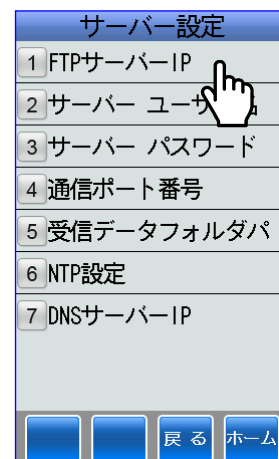 サーバー設定
1 FTPサーバーIP
2 サーバー ユーザ
3 サーバー パスワード
4 通信ポート番号
5 受信データフォルダパ
6 NTP設定
7 DNSサーバーIP
戻る ホーム